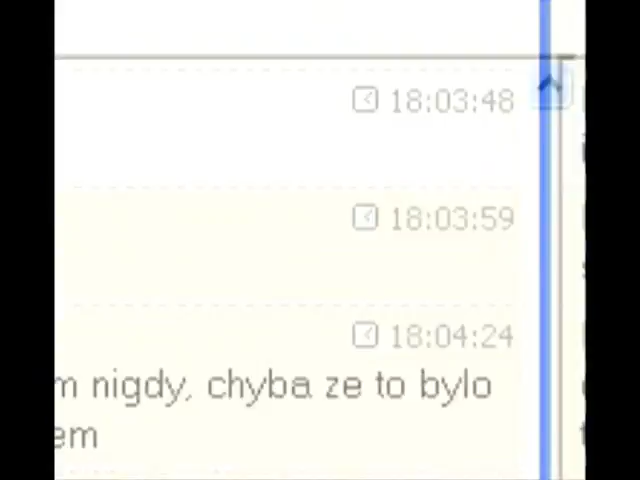 18:03:48
18:03:59
18:04:24
m nigdy, chyba ze to bylo
em